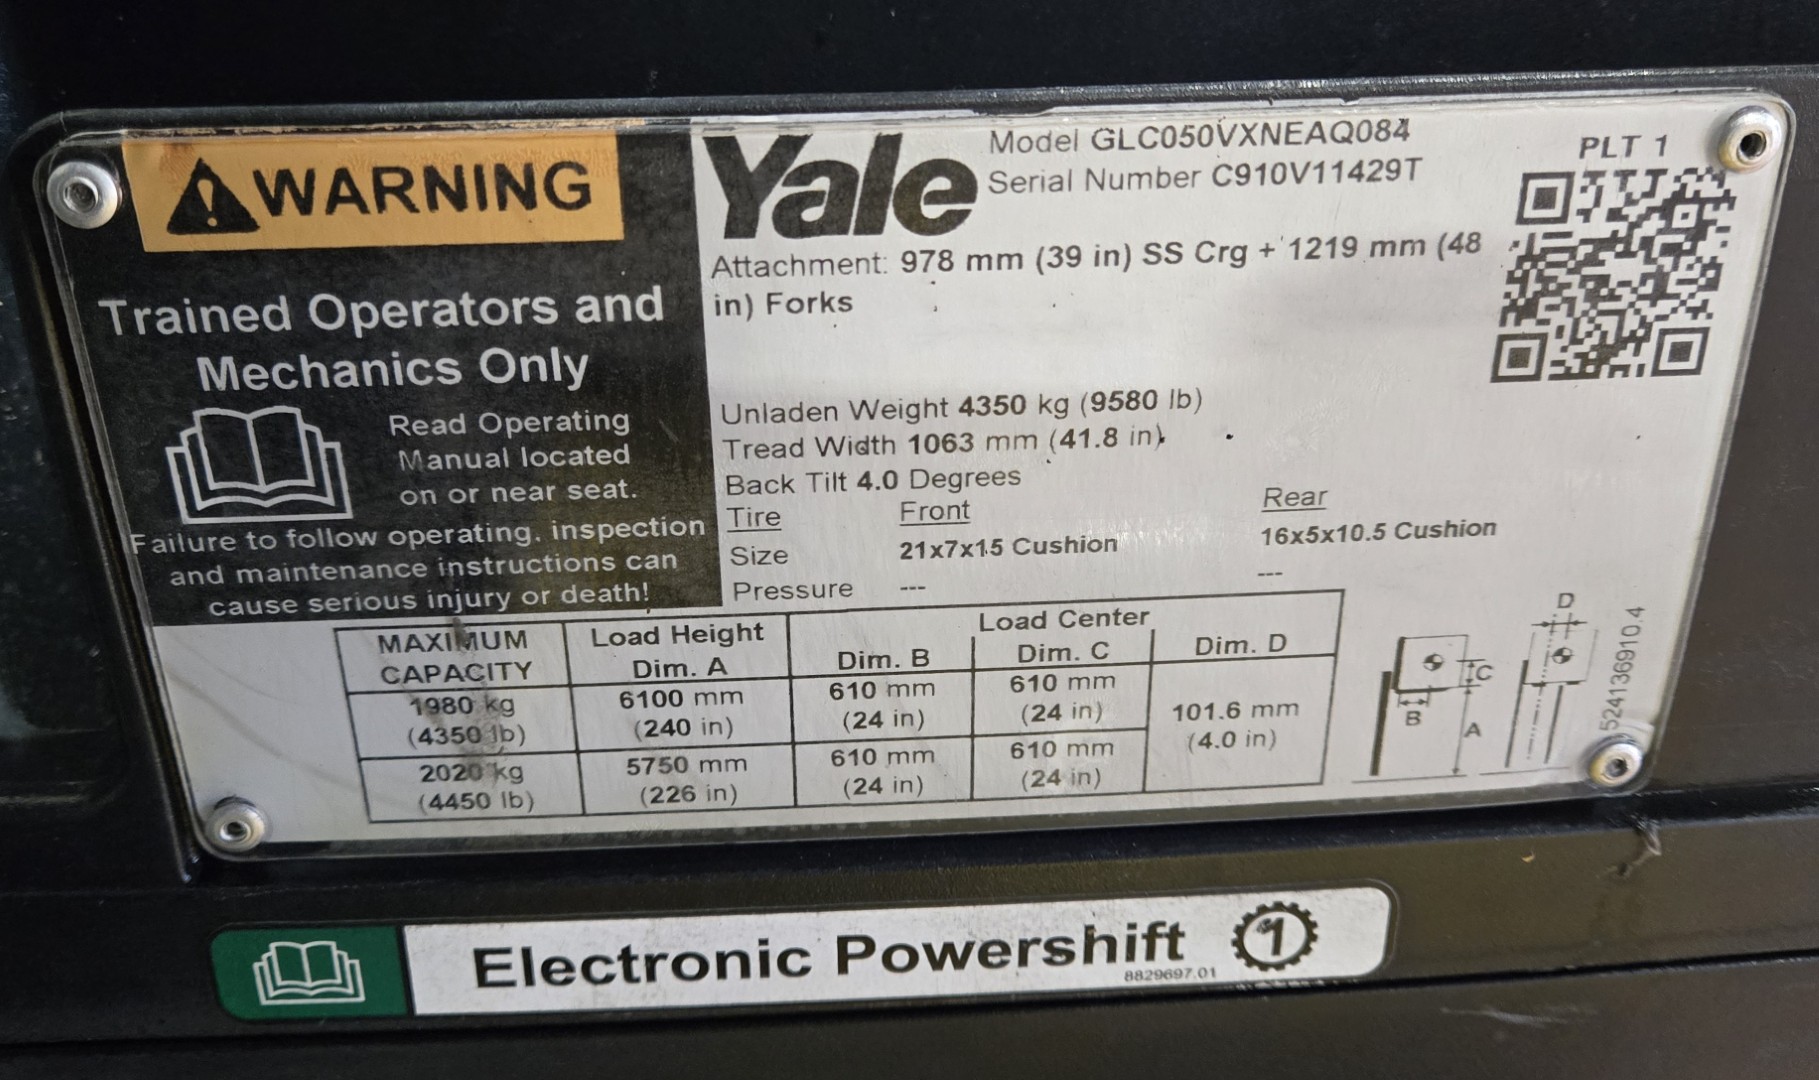 WARNING
Trained Operators and
Mechanics Only
Read Operating
Manual located
on or near seat.
Failure to follow operating, inspection
and maintenance instructions can
cause serious injury or death!
Yale
Model GLC050VXNEAQ084
Serial Number C910V11429T
PLT 1
Attachment: 978 mm (39 in) SS Crg + 1219 mm (48
in) Forks
Unladen Weight 4350 kg (9580 lb)
Tread Width 1063 mm (41.8 in)
Back Tilt 4.0 Degrees
Tire Front Rear
Size 21x7x15 Cushion 16x5x10.5 Cushion
Pressure --- ---
MAXIMUM CAPACITY Load Height Dim. A Load Center
Dim. B Dim. C Dim. D
1980 kg 6100 mm 610 mm 610 mm 101.6 mm
(4350 lb) (240 in) (24 in) (24 in) (4.0 in)
2020 kg 5750 mm 610 mm 610 mm
(4450 lb) (226 in) (24 in) (24 in)
D
C
B
A
524136910.4
Electronic Powershift 1
8829697.01